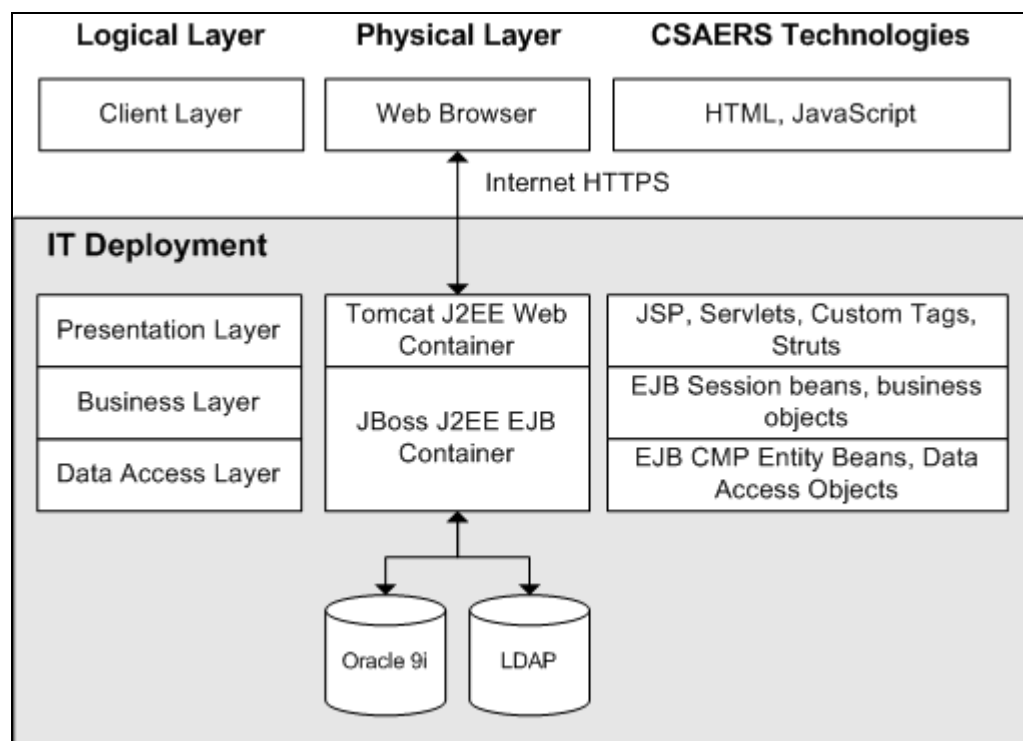 Logical Layer
Physical Layer
CSAERS Technologies
Client Layer
Web Browser
HTML, JavaScript
Internet HTTPS
IT Deployment
Presentation Layer
Tomcat J2EE Web
Container
JSP, Servlets, Custom Tags,
Struts
Business Layer
JBoss J2EE EJB
Container
EJB Session beans, business
objects
Data Access Layer
EJB CMP Entity Beans, Data
Access Objects
Oracle 9i
LDAP